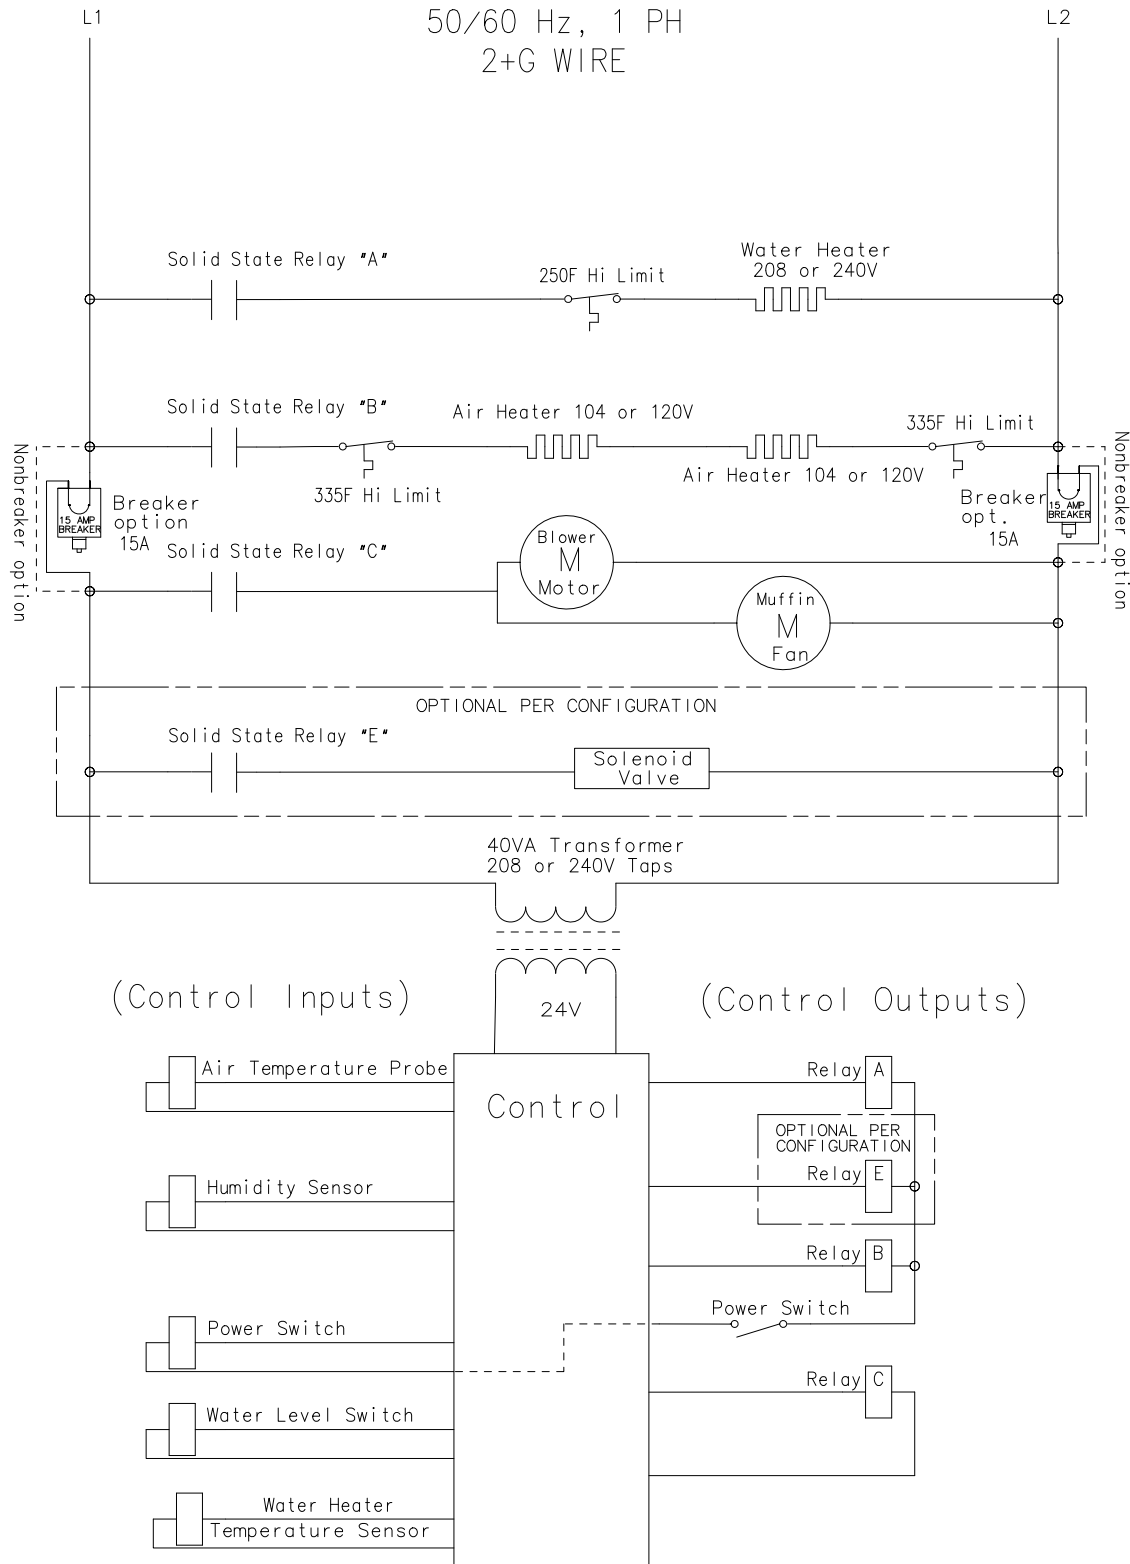 L1
50/60 Hz, 1 PH
L2
2+G WIRE
Solid State Relay "A"
250F Hi Limit
Water Heater
208 or 240V
Solid State Relay "B"
Air Heater 104 or 120V
335F Hi Limit
335F Hi Limit
Air Heater 104 or 120V
Nonbreaker option
Nonbreaker option
15 AMP
BREAKER
Breaker
option
15A
Breaker
opt.
15A
15 AMP
BREAKER
Solid State Relay "C"
Blower
M
Motor
Muffin
M
Fan
OPTIONAL PER CONFIGURATION
Solid State Relay "E"
Solenoid
Valve
40VA Transformer
208 or 240V Taps
(Control Inputs)
24V
(Control Outputs)
Air Temperature Probe
Control
Relay A
OPTIONAL PER
CONFIGURATION
Humidity Sensor
Relay E
Relay B
Power Switch
Power Switch
Relay C
Water Level Switch
Water Heater
Temperature Sensor